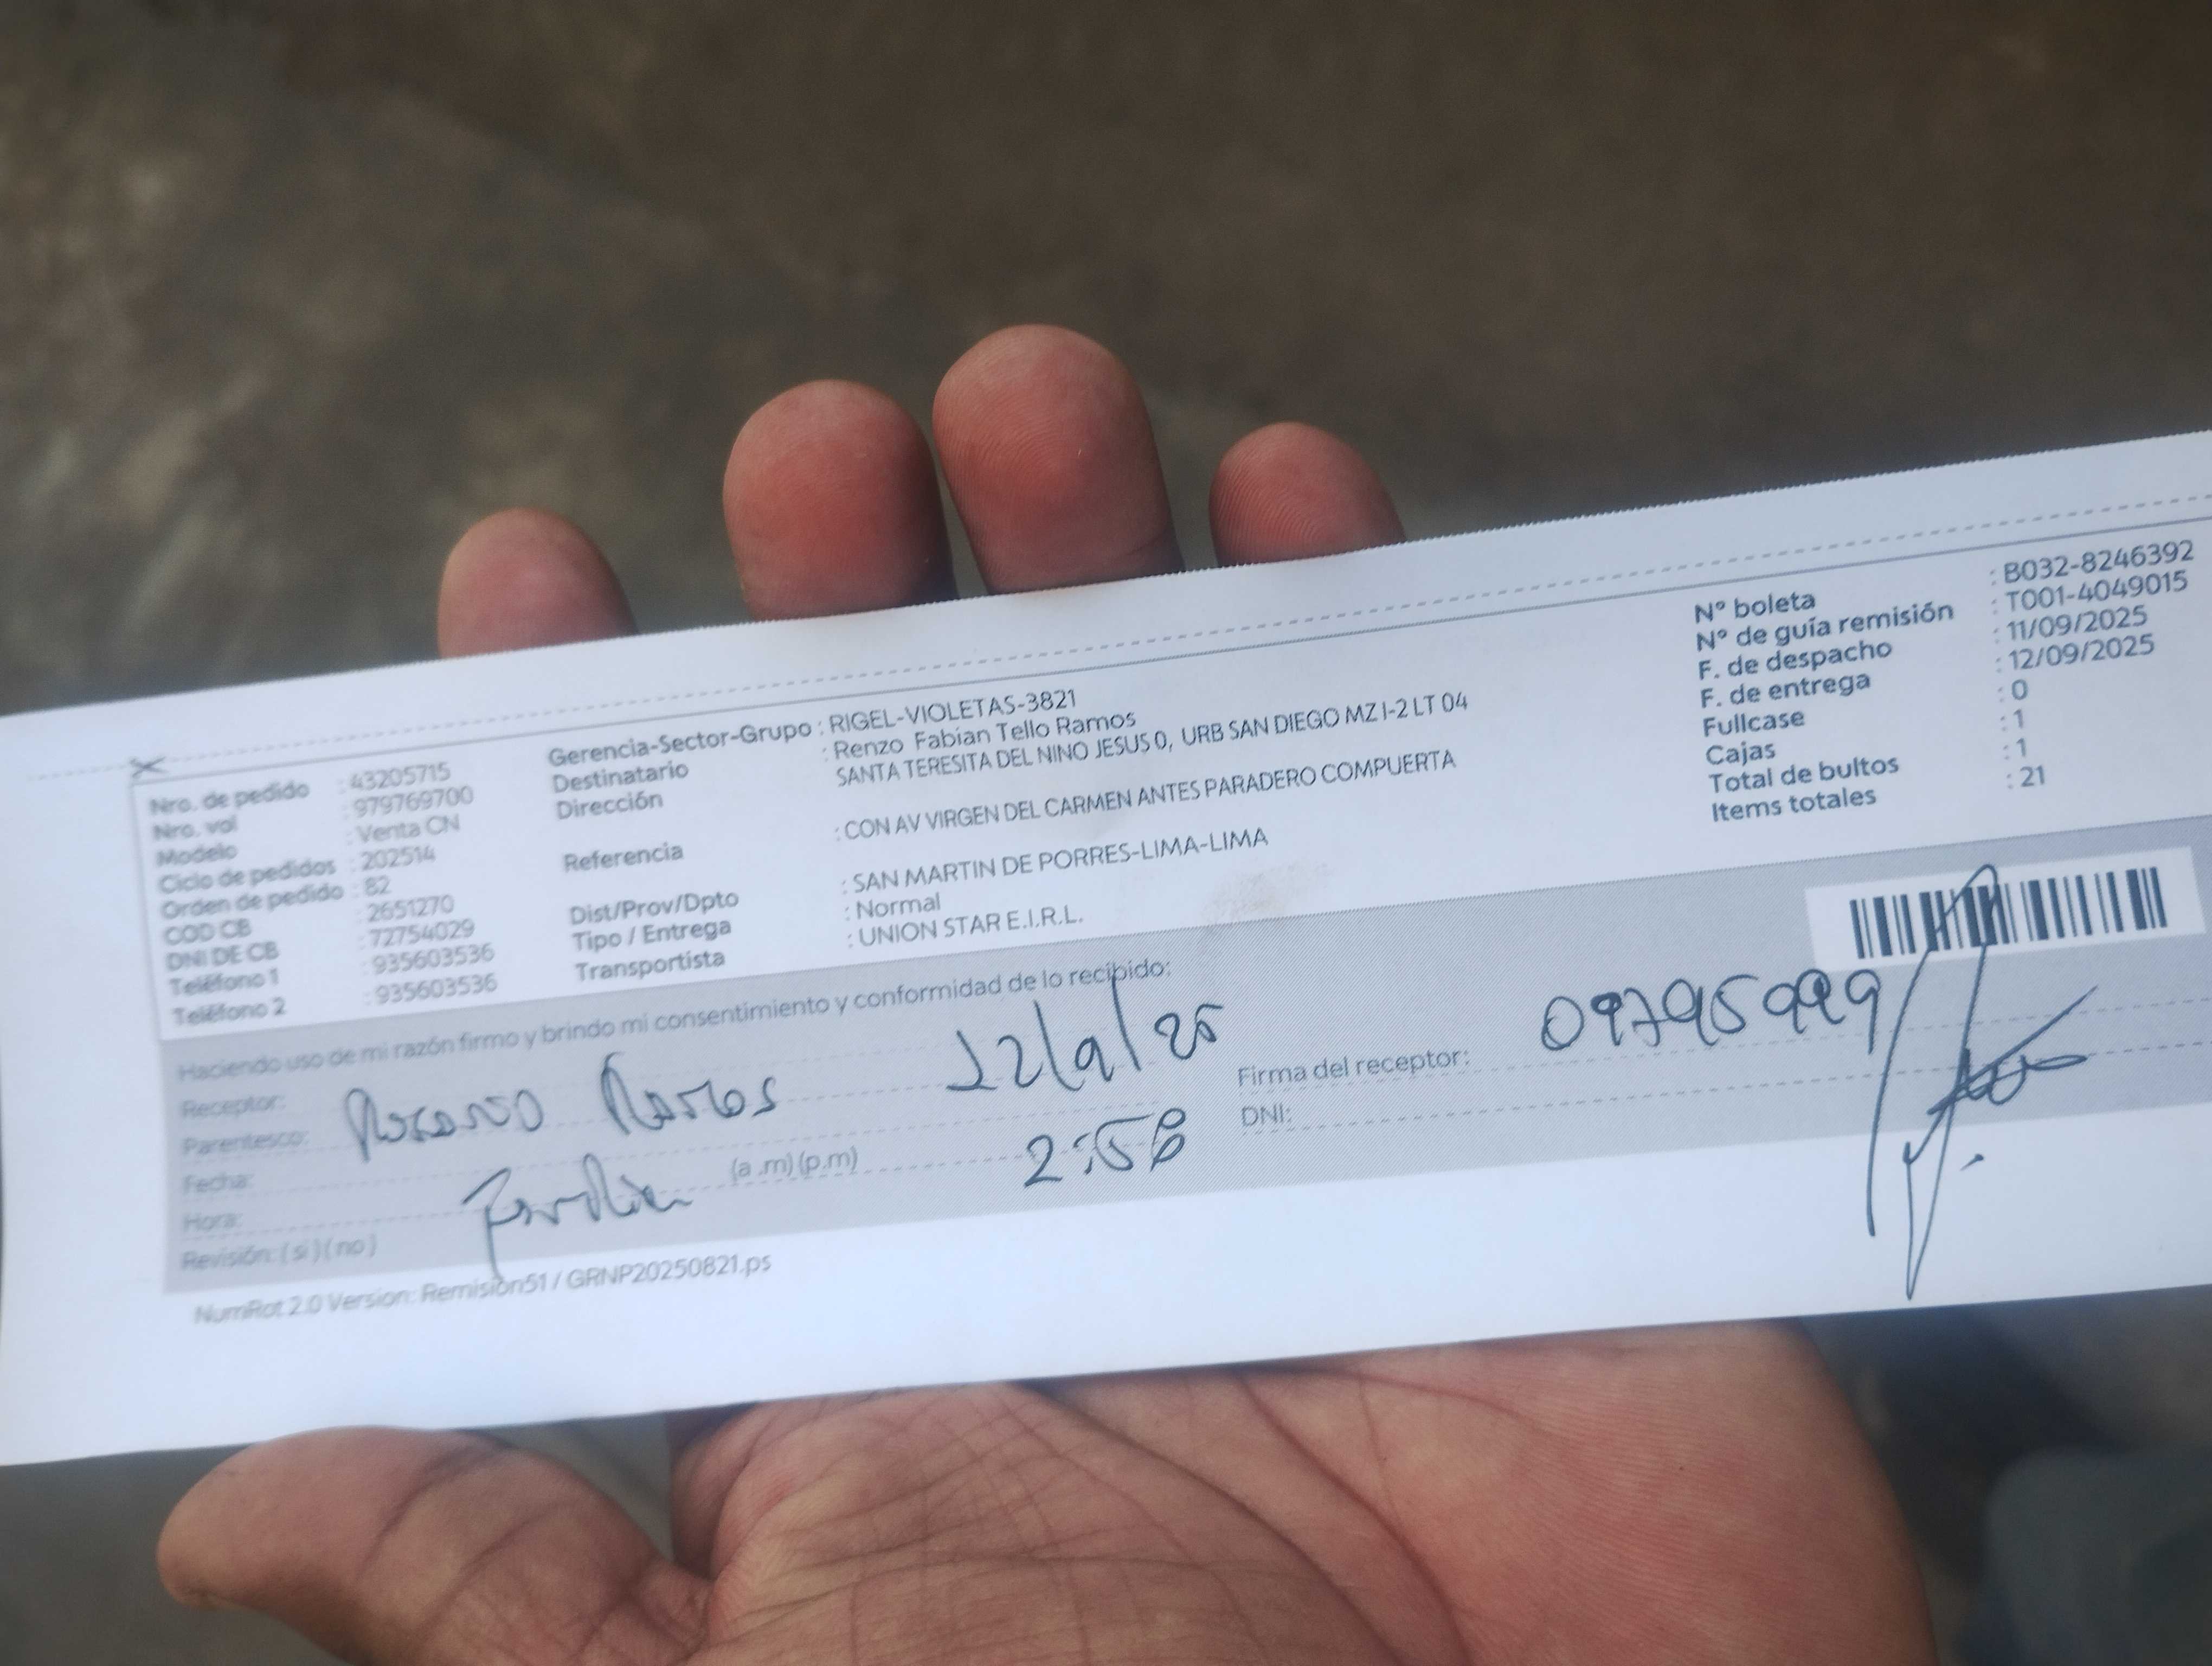 Nro. de pedido : 43205715
Nro. vol : 979769700
Modelo : Venta CN
Ciclo de pedidos : 202514
Orden de pedido : 82
COD CB : 2651270
DNI DE CB : 72754029
Teléfono 1 : 935603536
Teléfono 2 : 935603536
Gerencia-Sector-Grupo : RIGEL-VIOLETAS-3821
Destinatario : Renzo Fabian Tello Ramos
Dirección SANTA TERESITA DEL NINO JESUS 0, URB SAN DIEGO MZ I-2 LT 04
Referencia : CON AV VIRGEN DEL CARMEN ANTES PARADERO COMPUERTA
Dist/Prov/Dpto : SAN MARTIN DE PORRES-LIMA-LIMA
Tipo / Entrega : Normal
Transportista : UNION STAR E.I.R.L.
N° boleta : B032-8246392
N° de guía remisión : T001-4049015
F. de despacho : 11/09/2025
F. de entrega : 12/09/2025
Fullcase : 0
Cajas : 1
Total de bultos : 1
Items totales : 21
Haciendo uso de mi razón firmo y brindo mi consentimiento y conformidad de lo recibido:
Receptor:
Parentesco: Ramos 12/9/25
Fecha:
Hora: (a .m) (p.m) 2:58
Revisión: ( si ) ( no )
Firma del receptor: 09795999
DNI:
NumRot 2.0 Version: Remision51 / GRNP20250821.ps